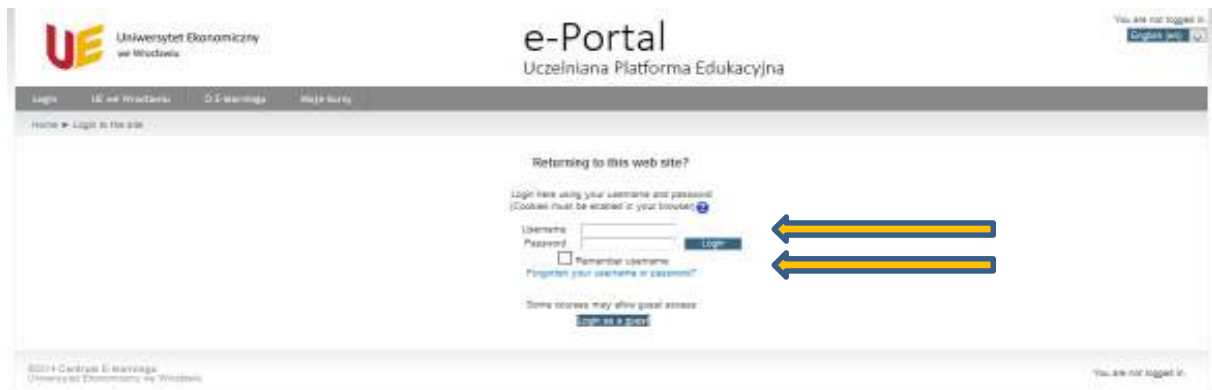 You are not logged in.
English (en)
UE
Uniwersytet Ekonomiczny
we Wrocławiu
e-Portal
Uczelniana Platforma Edukacyjna
Login UE we Wrocławiu O E-learningu Moje kursy
Home ► Login to the site
Returning to this web site?
Login here using your username and password
(Cookies must be enabled in your browser) ?
Username
Password Login
Remember username
Forgotten your username or password?
Some courses may allow guest access
Login as a guest
©2014 Centrum E-learningu
Uniwersytet Ekonomiczny we Wrocławiu
You are not logged in.